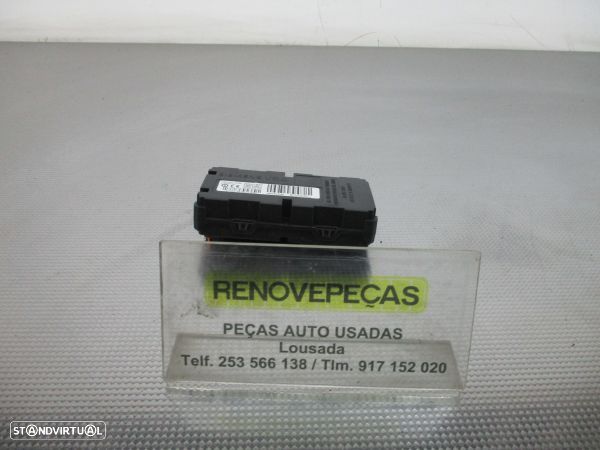 RENOVEPEÇAS
PEÇAS AUTO USADAS
Lousada
Telf. 253 566 138 / Tlm. 917 152 020
STANDVIRTUAL